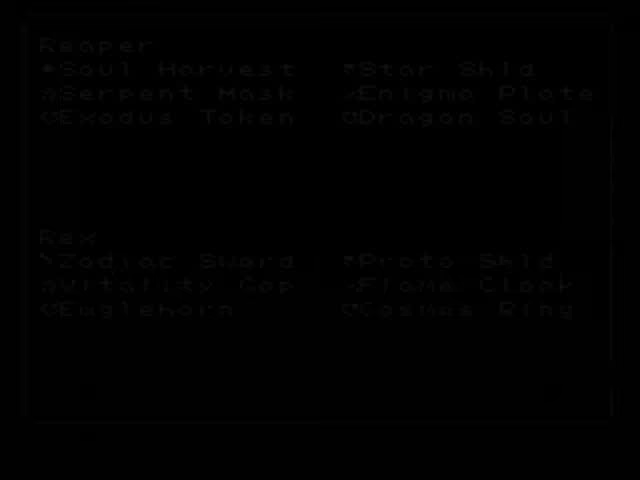 Reaper
Soul Harvest Star Shld
Serpent Mask Enigma Plate
Exodus Token Dragon Soul
Rex
Zodiac Sword Proto Shld
Vitality Cap Flame Cloak
Euglehorn Cosmos Ring